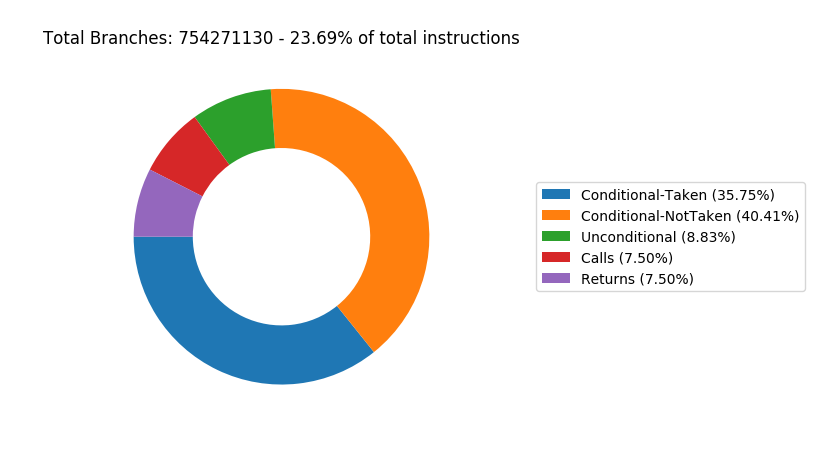 Total Branches: 754271130 - 23.69% of total instructions
Conditional-Taken (35.75%)
Conditional-NotTaken (40.41%)
Unconditional (8.83%)
Calls (7.50%)
Returns (7.50%)